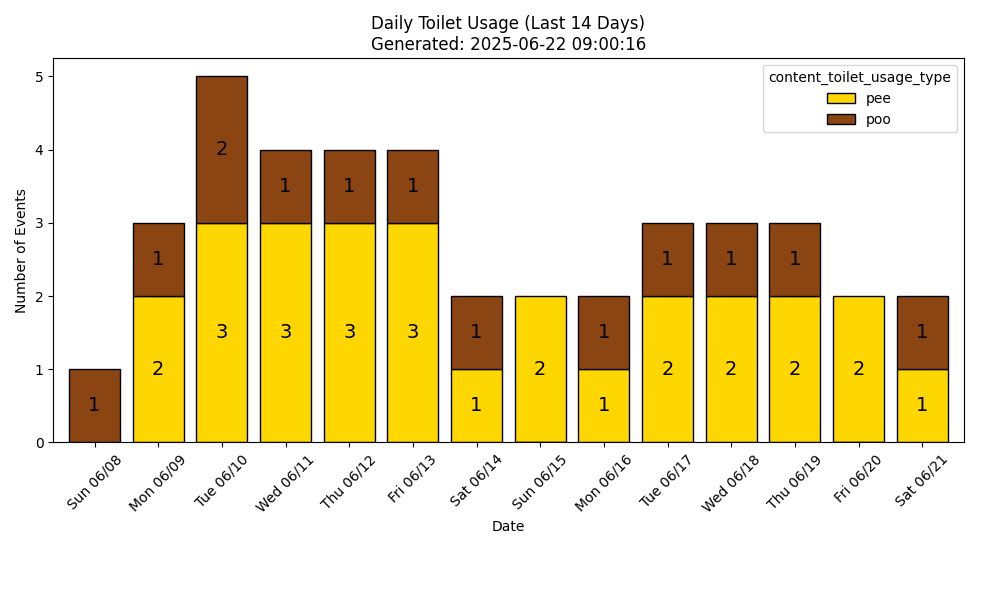 Daily Toilet Usage (Last 14 Days)
Generated: 2025-06-22 09:00:16
content_toilet_usage_type
pee
poo
Number of Events
5
4
3
2
1
0
1
1
2
2
3
1
3
1
3
1
3
1
1
2
1
1
1
2
1
2
1
2
2
1
1
Sun 06/08
Mon 06/09
Tue 06/10
Wed 06/11
Thu 06/12
Fri 06/13
Sat 06/14
Sun 06/15
Mon 06/16
Tue 06/17
Wed 06/18
Thu 06/19
Fri 06/20
Sat 06/21
Date